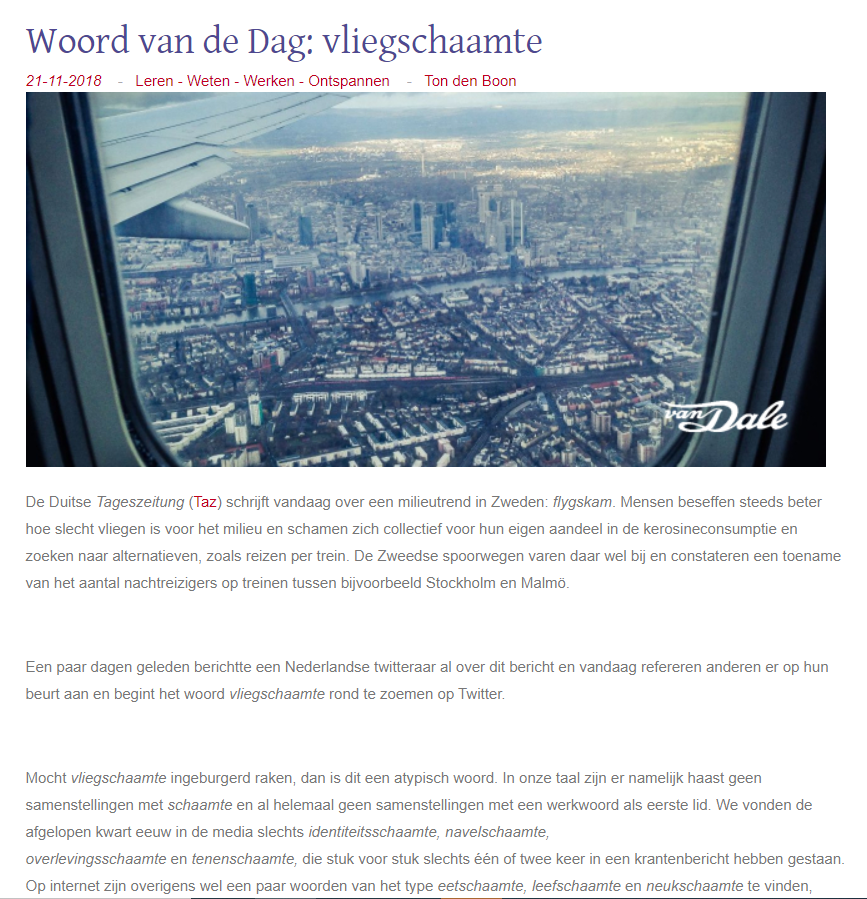 Woord van de Dag: vliegschaamte
21-11-2018 - Leren - Weten - Werken - Ontspannen - Ton den Boon
van Dale
De Duitse Tageszeitung (Taz) schrijft vandaag over een milieutrend in Zweden: flygskam. Mensen beseffen steeds beter
hoe slecht vliegen is voor het milieu en schamen zich collectief voor hun eigen aandeel in de kerosineconsumptie en
zoeken naar alternatieven, zoals reizen per trein. De Zweedse spoorwegen varen daar wel bij en constateren een toename
van het aantal nachtreizigers op treinen tussen bijvoorbeeld Stockholm en Malmö.
Een paar dagen geleden berichtte een Nederlandse twitteraar al over dit bericht en vandaag refereren anderen er op hun
beurt aan en begint het woord vliegschaamte rond te zoemen op Twitter.
Mocht vliegschaamte ingeburgerd raken, dan is dit een atypisch woord. In onze taal zijn er namelijk haast geen
samenstellingen met schaamte en al helemaal geen samenstellingen met een werkwoord als eerste lid. We vonden de
afgelopen kwart eeuw in de media slechts identiteitsschaamte, navelschaamte,
overlevingsschaamte en tenenschaamte, die stuk voor stuk slechts één of twee keer in een krantenbericht hebben gestaan.
Op internet zijn overigens wel een paar woorden van het type eetschaamte, leefschaamte en neukschaamte te vinden,